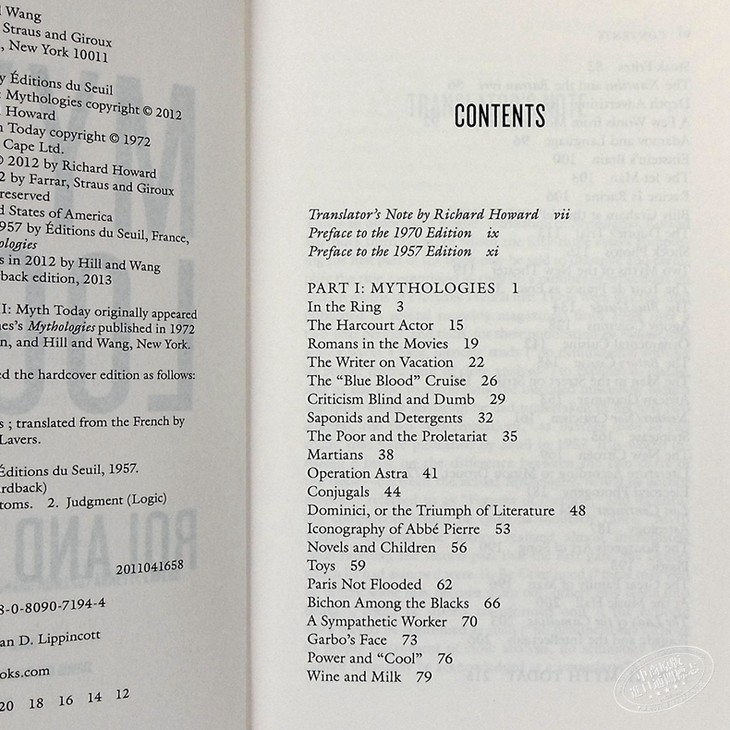 Wang
Straus and Giroux
, New York 10011
y Éditions du Seuil
: Mythologies copyright © 2012
Howard
n Today copyright © 1972
Cape Ltd.
© 2012 by Richard Howard
2 by Farrar, Straus and Giroux
reserved
d States of America
957 by Éditions du Seuil, France,
ologies
s in 2012 by Hill and Wang
rback edition, 2013
I: Myth Today originally appeared
nes's Mythologies published in 1972
on, and Hill and Wang, New York.
ed the hardcover edition as follows:
s ; translated from the French by
Lavers.
Éditions du Seuil, 1957.
rdback)
toms. 2. Judgment (Logic)
2011041658
8-0-8090-7194-4
an D. Lippincott
ooks.com
20 18 16 14 12
CONTENTS
Translator's Note by Richard Howard vii
Preface to the 1970 Edition ix
Preface to the 1957 Edition xi
PART I: MYTHOLOGIES 1
In the Ring 3
The Harcourt Actor 15
Romans in the Movies 19
The Writer on Vacation 22
The “Blue Blood” Cruise 26
Criticism Blind and Dumb 29
Saponids and Detergents 32
The Poor and the Proletariat 35
Martians 38
Operation Astra 41
Conjugals 44
Dominici, or the Triumph of Literature 48
Iconography of Abbé Pierre 53
Novels and Children 56
Toys 59
Paris Not Flooded 62
Bichon Among the Blacks 66
A Sympathetic Worker 70
Garbo's Face 73
Power and “Cool” 76
Wine and Milk 79